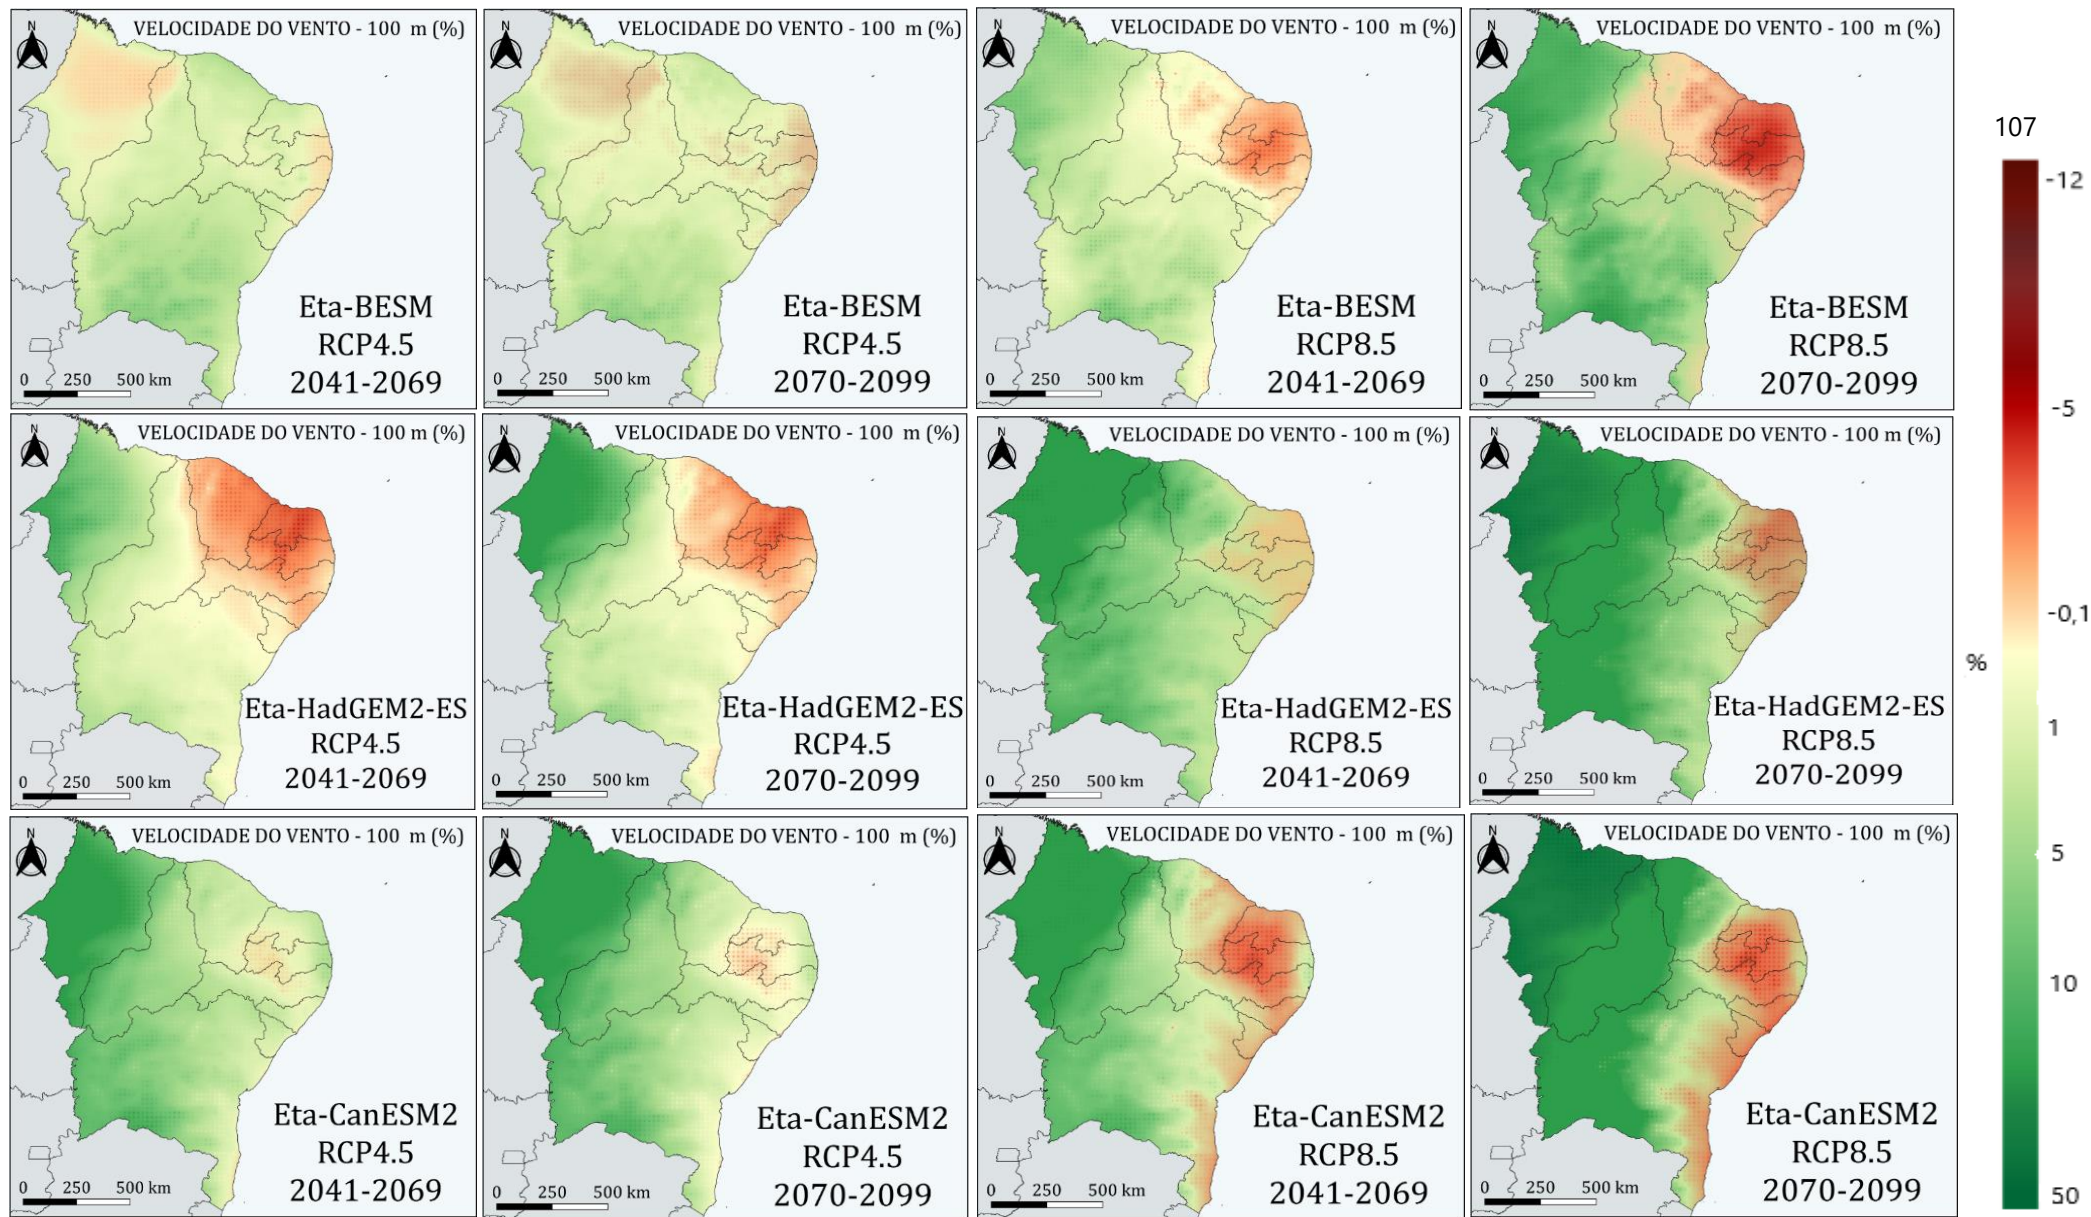 N
VELOCIDADE DO VENTO - 100 m (%)
Eta-BESM
RCP4.5
2041-2069
0 250 500 km
N
VELOCIDADE DO VENTO - 100 m (%)
Eta-BESM
RCP4.5
2070-2099
0 250 500 km
N
VELOCIDADE DO VENTO - 100 m (%)
Eta-BESM
RCP8.5
2041-2069
0 250 500 km
N
VELOCIDADE DO VENTO - 100 m (%)
Eta-BESM
RCP8.5
2070-2099
0 250 500 km
N
VELOCIDADE DO VENTO - 100 m (%)
Eta-HadGEM2-ES
RCP4.5
2041-2069
0 250 500 km
N
VELOCIDADE DO VENTO - 100 m (%)
Eta-HadGEM2-ES
RCP4.5
2070-2099
0 250 500 km
N
VELOCIDADE DO VENTO - 100 m (%)
Eta-HadGEM2-ES
RCP8.5
2041-2069
0 250 500 km
N
VELOCIDADE DO VENTO - 100 m (%)
Eta-HadGEM2-ES
RCP8.5
2070-2099
0 250 500 km
N
VELOCIDADE DO VENTO - 100 m (%)
Eta-CanESM2
RCP4.5
2041-2069
0 250 500 km
N
VELOCIDADE DO VENTO - 100 m (%)
Eta-CanESM2
RCP4.5
2070-2099
0 250 500 km
N
VELOCIDADE DO VENTO - 100 m (%)
Eta-CanESM2
RCP8.5
2041-2069
0 250 500 km
N
VELOCIDADE DO VENTO - 100 m (%)
Eta-CanESM2
RCP8.5
2070-2099
0 250 500 km
107
-12
-5
-0,1
%
1
5
10
50